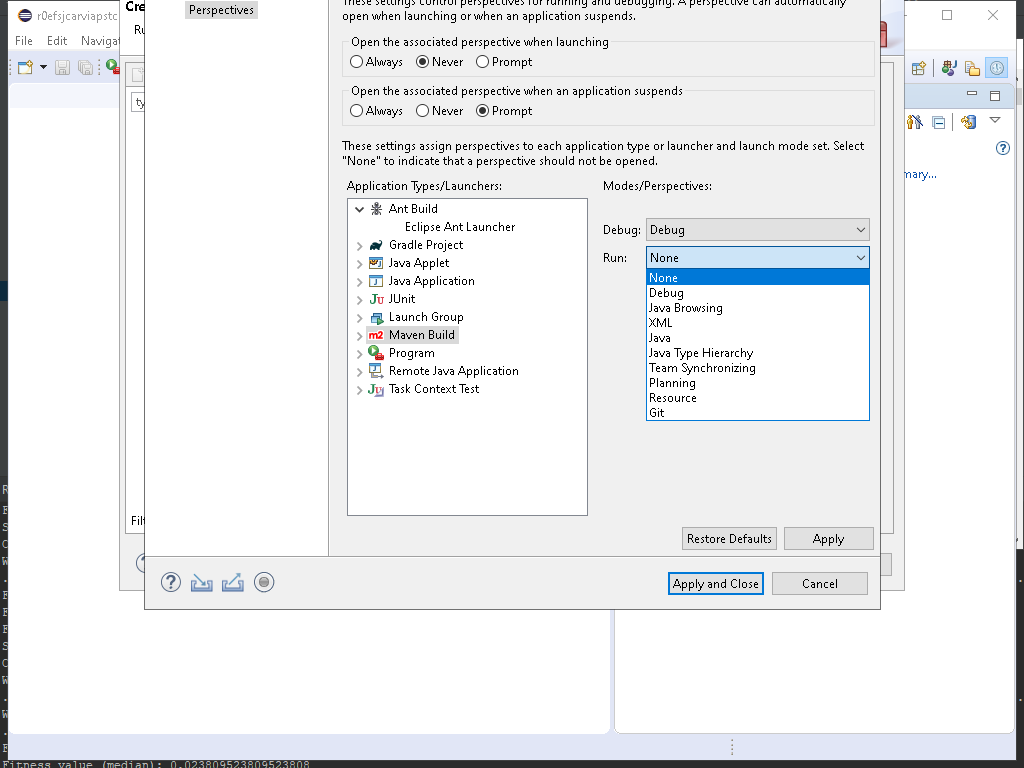 r0efsjcarviapstc
Cre
File Edit Navigat
Ru
Perspectives
These settings control perspectives for running and debugging. A perspective can automatically
open when launching or when an application suspends.
Open the associated perspective when launching
Always Never Prompt
Open the associated perspective when an application suspends
Always Never Prompt
ty
These settings assign perspectives to each application type or launcher and launch mode set. Select
"None" to indicate that a perspective should not be opened.
mary...
Application Types/Launchers:
Modes/Perspectives:
Ant Build
Eclipse Ant Launcher
Gradle Project
Java Applet
Java Application
JUnit
Launch Group
m2 Maven Build
Program
Remote Java Application
Task Context Test
Debug: Debug
Run: None
None
Debug
Java Browsing
XML
Java
Java Type Hierarchy
Team Synchronizing
Planning
Resource
Git
Filt
Restore Defaults Apply
Apply and Close Cancel
Fitness value (median): 0.023809523809523808